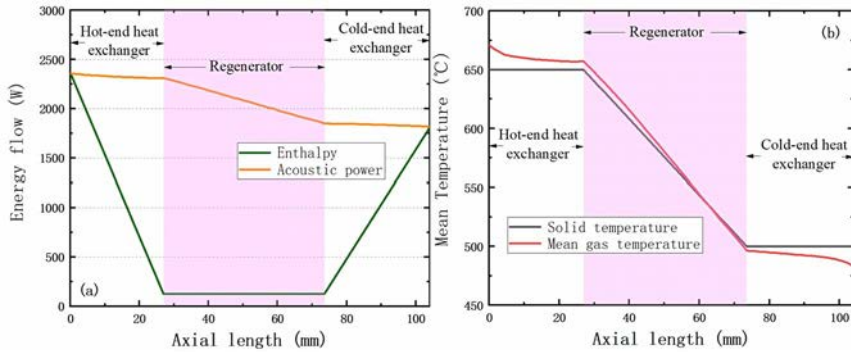 3000
2500
2000
1750
1500
1000
500
250
0
Energy flow (W)
Hot-end heat
exchanger
Regenerator
Cold-end heat
exchanger
Enthalpy
Acoustic power
(a)
0 20 40 60 80 100
Axial length (mm)
700
650
600
550
500
450
Mean Temperature (℃)
Regenerator
(b)
Hot-end heat
exchanger
Cold-end heat
exchanger
Solid temperature
Mean gas temperature
0 20 40 60 80 100
Axial length (mm)